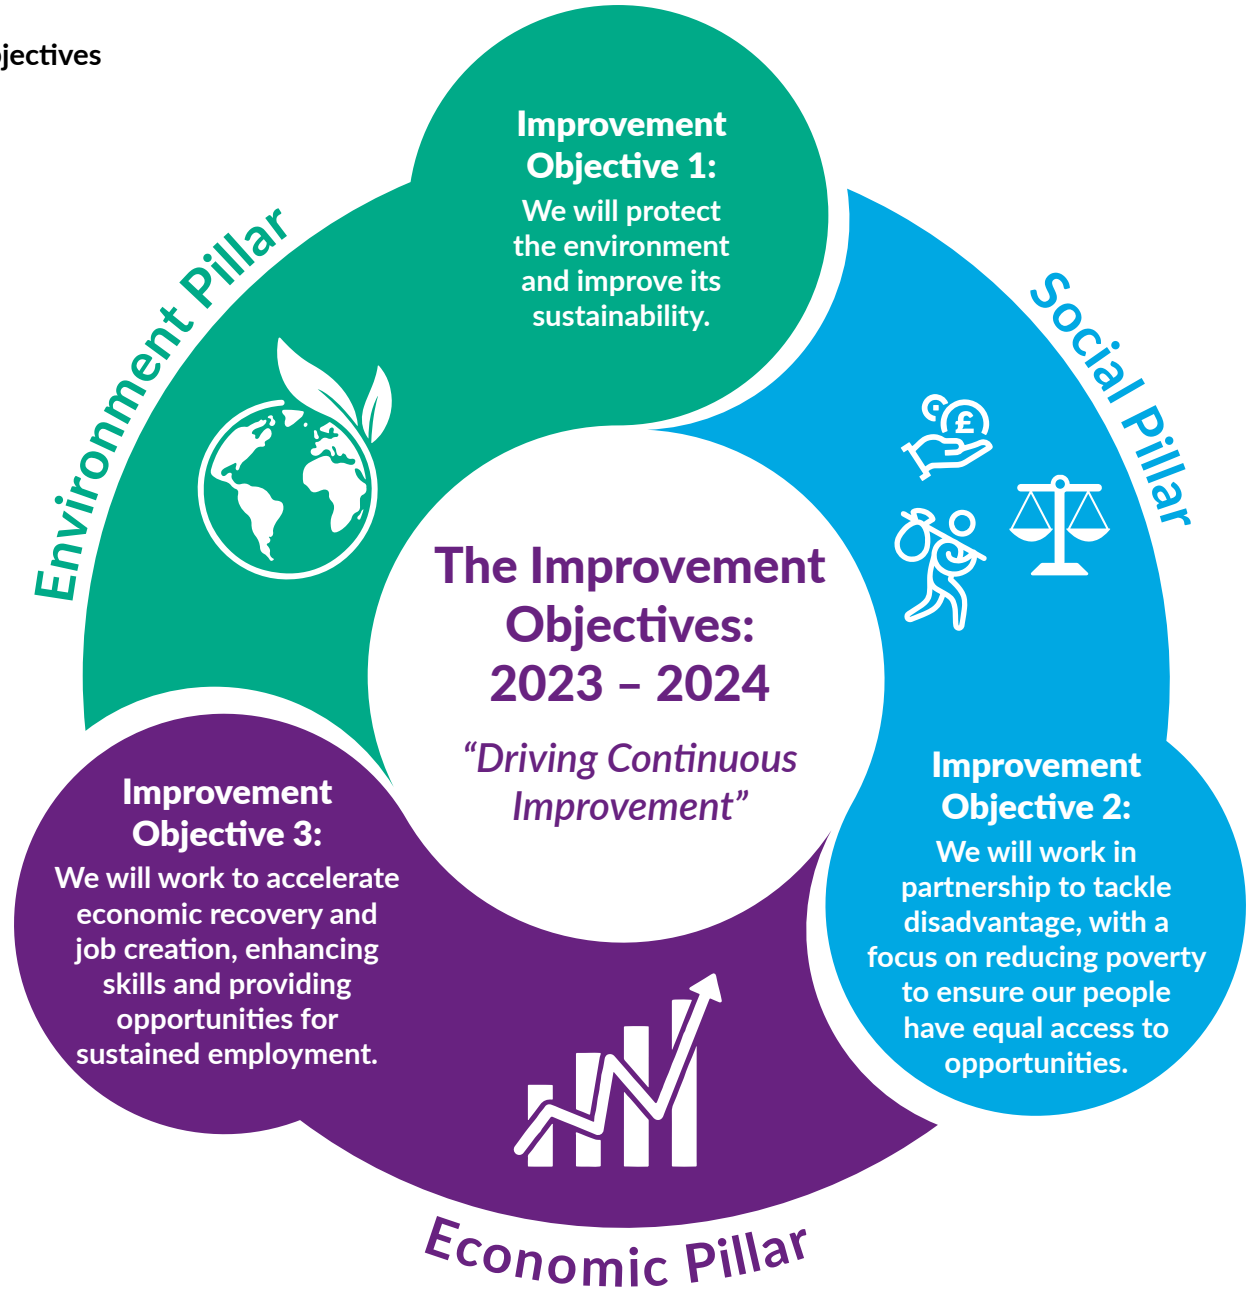 jectives
Improvement
Objective 1:
We will protect
the environment
and improve its
sustainability.
Environment Pillar
Social Pillar
£
The Improvement
Objectives:
2023 – 2024
“Driving Continuous
Improvement”
Improvement
Objective 2:
We will work in
partnership to tackle
disadvantage, with a
focus on reducing poverty
to ensure our people
have equal access to
opportunities.
Improvement
Objective 3:
We will work to accelerate
economic recovery and
job creation, enhancing
skills and providing
opportunities for
sustained employment.
Economic Pillar